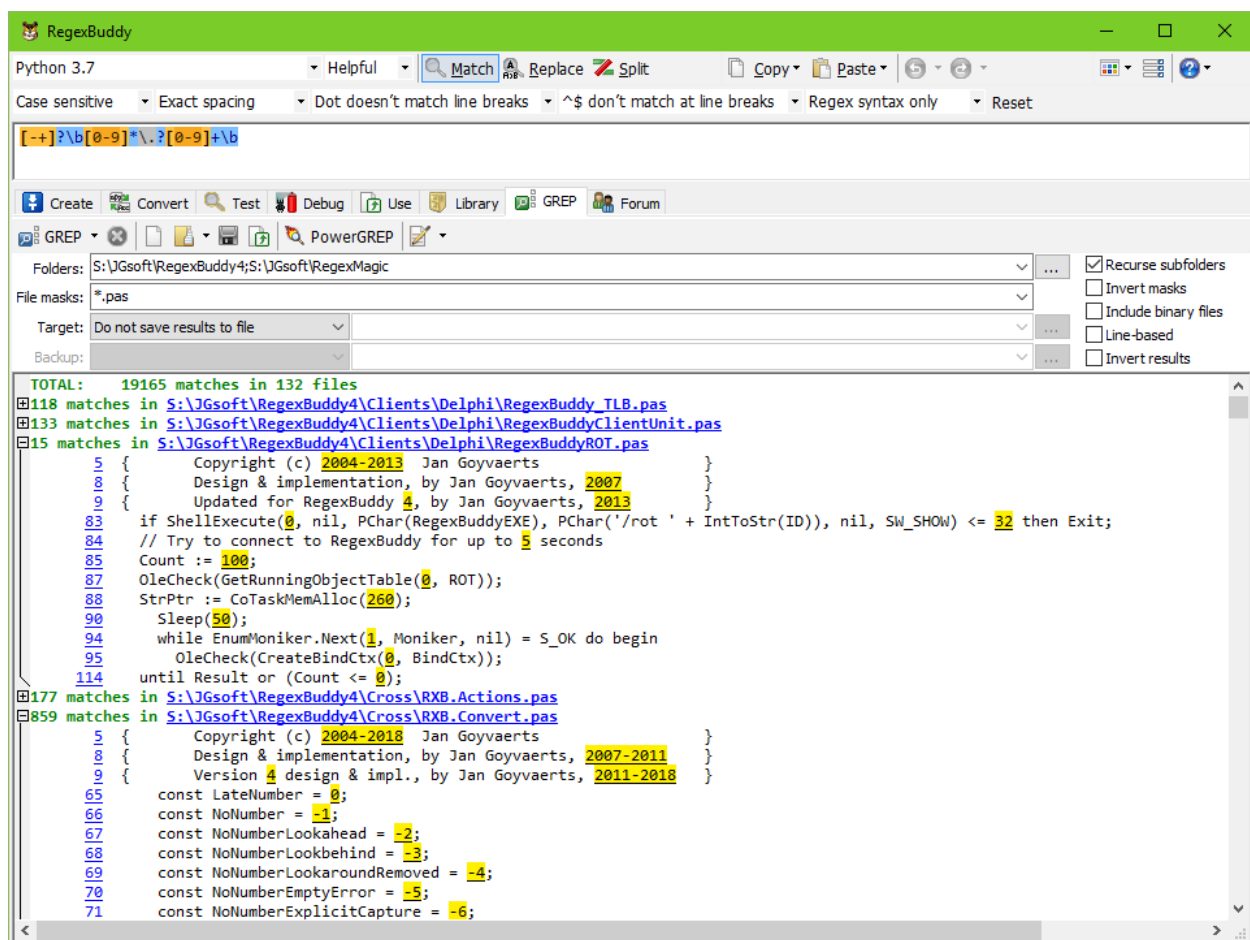 RegexBuddy
Python 3.7 Helpful Match Replace Split Copy Paste
Case sensitive Exact spacing Dot doesn't match line breaks ^$ don't match at line breaks Regex syntax only Reset
[-+]?\b[0-9]*\.?[0-9]+\b
Create Convert Test Debug Use Library GREP Forum
GREP PowerGREP
Folders: S:\JGsoft\RegexBuddy4;S:\JGsoft\RegexMagic ... Recurse subfolders
File masks: *.pas Invert masks
Include binary files
Target: Do not save results to file ... Line-based
Backup: ... Invert results
TOTAL: 19165 matches in 132 files
118 matches in S:\JGsoft\RegexBuddy4\Clients\Delphi\RegexBuddy_TLB.pas
133 matches in S:\JGsoft\RegexBuddy4\Clients\Delphi\RegexBuddyClientUnit.pas
15 matches in S:\JGsoft\RegexBuddy4\Clients\Delphi\RegexBuddyROT.pas
5 { Copyright (c) 2004-2013 Jan Goyvaerts }
8 { Design & implementation, by Jan Goyvaerts, 2007 }
9 { Updated for RegexBuddy 4, by Jan Goyvaerts, 2013 }
83 if ShellExecute(0, nil, PChar(RegexBuddyEXE), PChar('/rot ' + IntToStr(ID)), nil, SW_SHOW) <= 32 then Exit;
84 // Try to connect to RegexBuddy for up to 5 seconds
85 Count := 100;
87 OleCheck(GetRunningObjectTable(0, ROT));
88 StrPtr := CoTaskMemAlloc(260);
90 Sleep(50);
94 while EnumMoniker.Next(1, Moniker, nil) = S_OK do begin
95 OleCheck(CreateBindCtx(0, BindCtx));
114 until Result or (Count <= 0);
177 matches in S:\JGsoft\RegexBuddy4\Cross\RXB.Actions.pas
859 matches in S:\JGsoft\RegexBuddy4\Cross\RXB.Convert.pas
5 { Copyright (c) 2004-2018 Jan Goyvaerts }
8 { Design & implementation, by Jan Goyvaerts, 2007-2011 }
9 { Version 4 design & impl., by Jan Goyvaerts, 2011-2018 }
65 const LateNumber = 0;
66 const NoNumber = -1;
67 const NoNumberLookahead = -2;
68 const NoNumberLookbehind = -3;
69 const NoNumberLookaroundRemoved = -4;
70 const NoNumberEmptyError = -5;
71 const NoNumberExplicitCapture = -6;